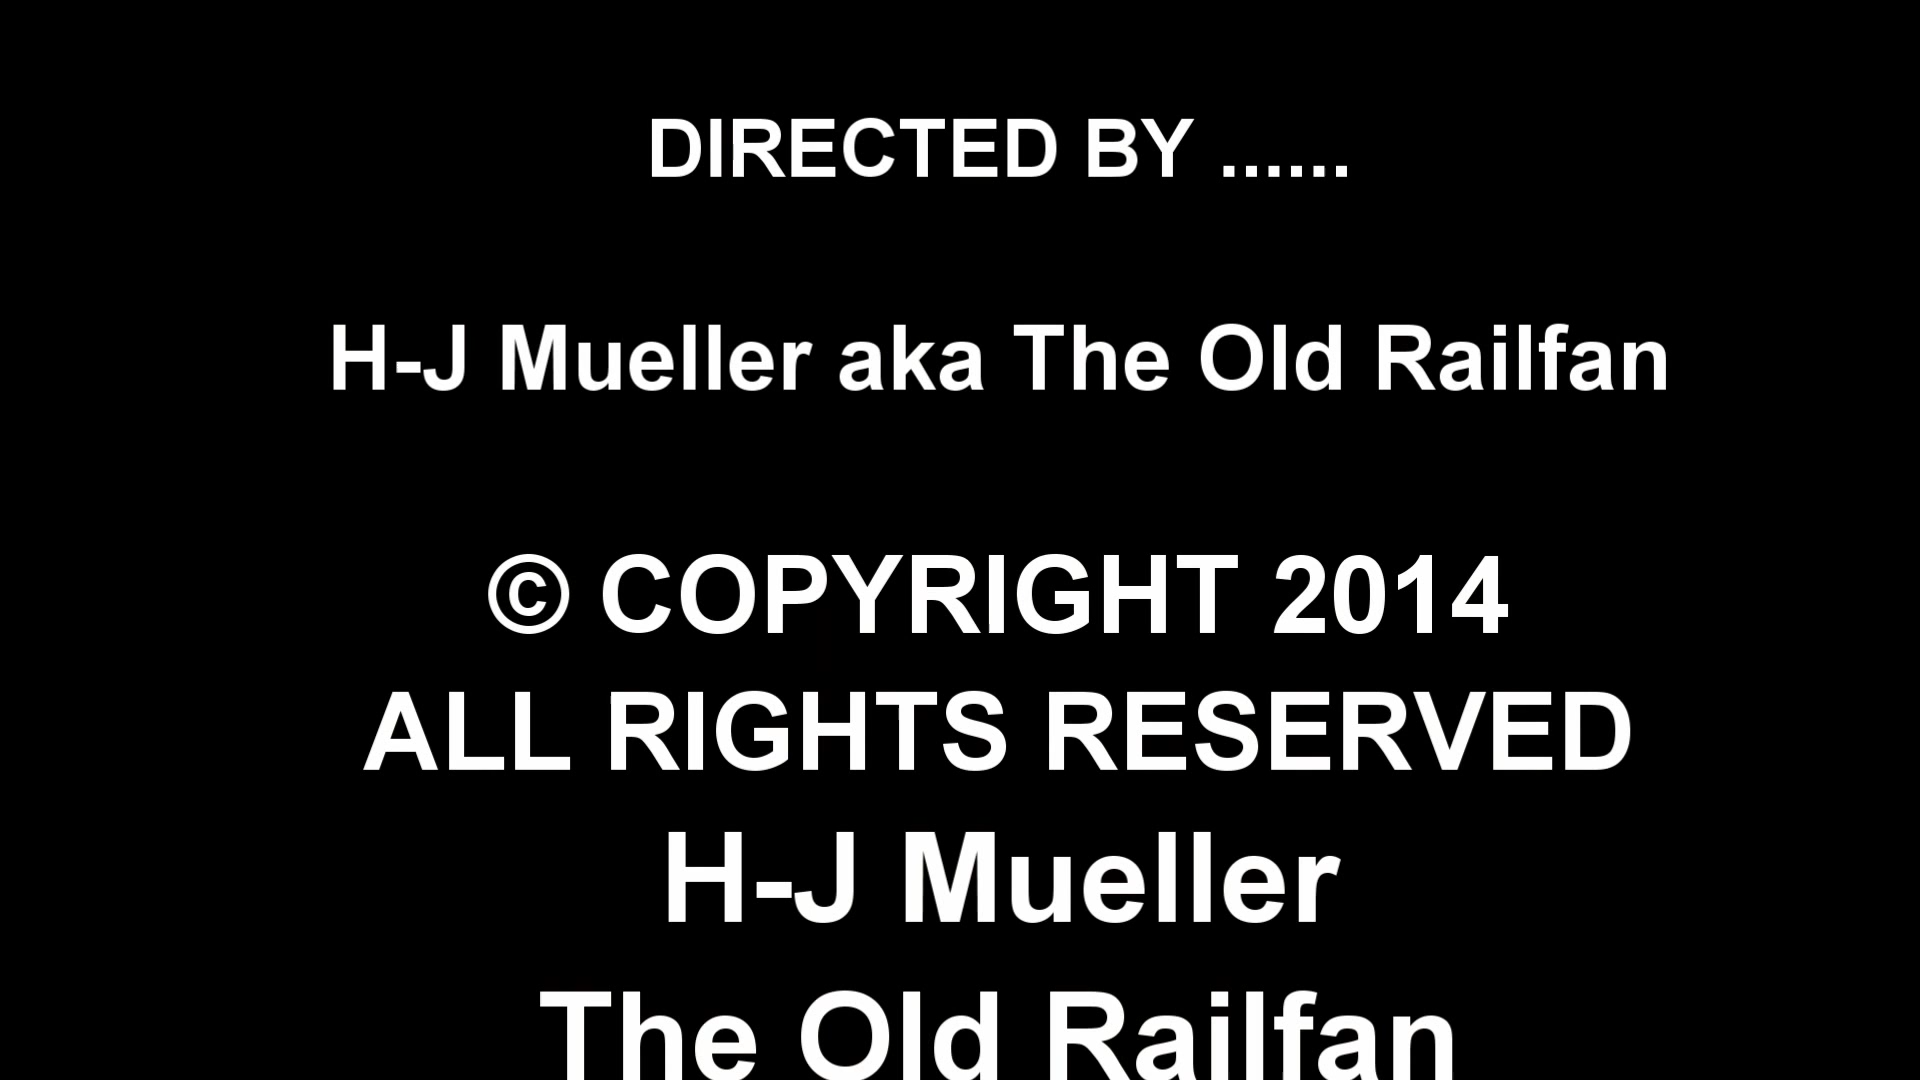 DIRECTED BY ......
H-J Mueller aka The Old Railfan
© COPYRIGHT 2014
ALL RIGHTS RESERVED
H-J Mueller
The Old Railfan